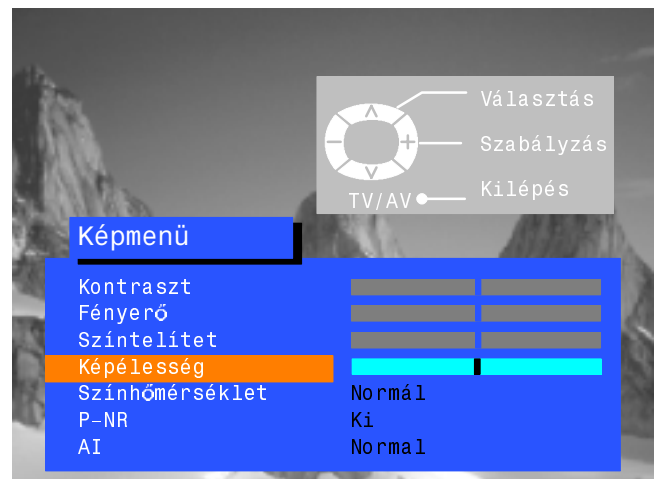 Választás
Szabályzás
TV/AV Kilépés
Képmenü
Kontraszt
Fényerő
Színtelítet
Képélesség
Színhőmérséklet Normál
P-NR Ki
AI Normal